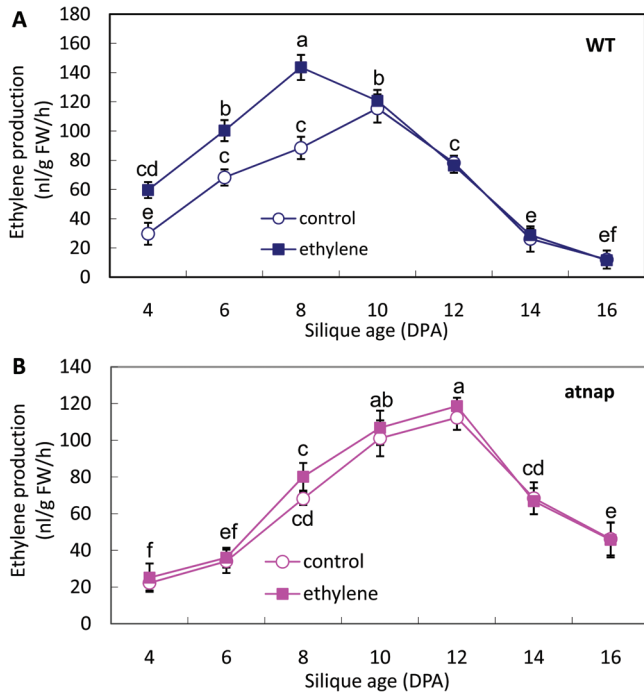 A
180
160
140
120
100
80
60
40
20
0
Ethylene production
(nl/g FW/h)
WT
a
b
b
cd
c
c
c
e
e
ef
control
ethylene
4 6 8 10 12 14 16
Silique age (DPA)
B
140
120
100
80
60
40
20
0
Ethylene production
(nl/g FW/h)
atnap
a
ab
c
cd
cd
e
f
ef
control
ethylene
4 6 8 10 12 14 16
Silique age (DPA)